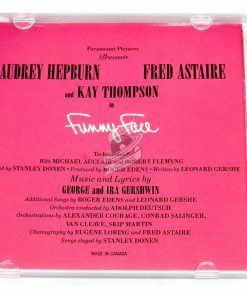 Paramount Pictures
Presents
AUDREY HEPBURN FRED ASTAIRE
and KAY THOMPSON
in
Funny Face
With MICHAEL AUCLAIR and ROBERT FLEMYNG
by STANLEY DONEN • Produced by ROGER EDENS • Written by LEONARD GERSHE
Music and Lyrics by
GEORGE and IRA GERSHWIN
Additional Songs by ROGER EDENS and LEONARD GERSHE
Orchestra conducted by ADOLPH DEUTSCH
Orchestrations by ALEXANDER COURAGE, CONRAD SALINGER,
VAN CLEAVE, SKIP MARTIN
Choreography by EUGENE LORING and FRED ASTAIRE
Songs staged by STANLEY DONEN
MADE IN CANADA